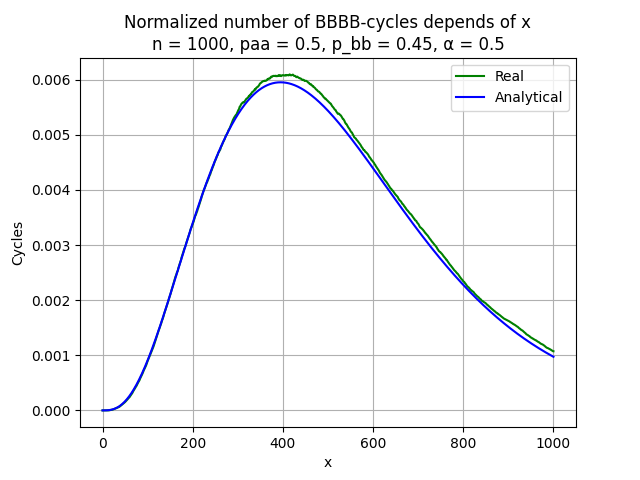 Normalized number of BBBB-cycles depends of x
n = 1000, paa = 0.5, p_bb = 0.45, α = 0.5
Real
Analytical
0.006
0.005
0.004
0.003
0.002
0.001
0.000
Cycles
0
200
400
600
800
1000
x